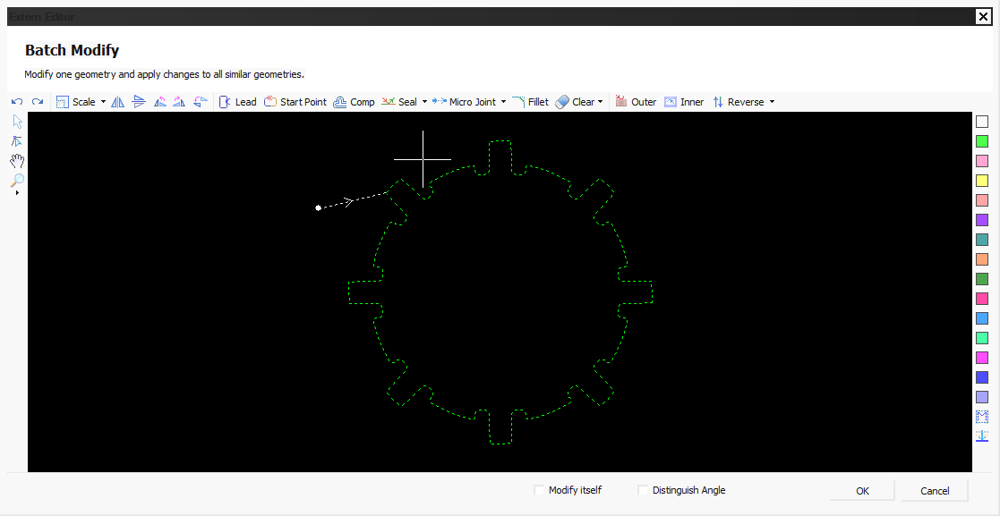 Extern Editor
Batch Modify
Modify one geometry and apply changes to all similar geometries.
Scale Lead Start Point Comp Seal Micro Joint Fillet Clear Outer Inner Reverse
Modify itself Distinguish Angle OK Cancel